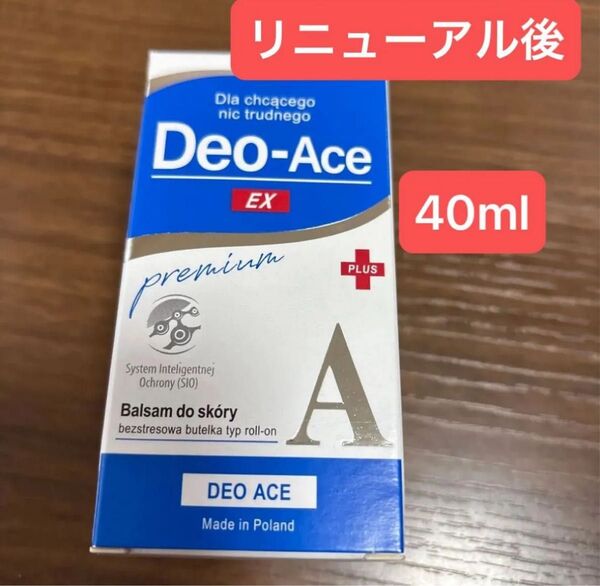 リニューアル後
Dla chcącego
nic trudnego
Deo-Ace
EX
40ml
premium
PLUS
System Inteligentnej
Ochrony (SIO)
A
Balsam do skóry
bezstresowa butelka typ roll-on
DEO ACE
Made in Poland